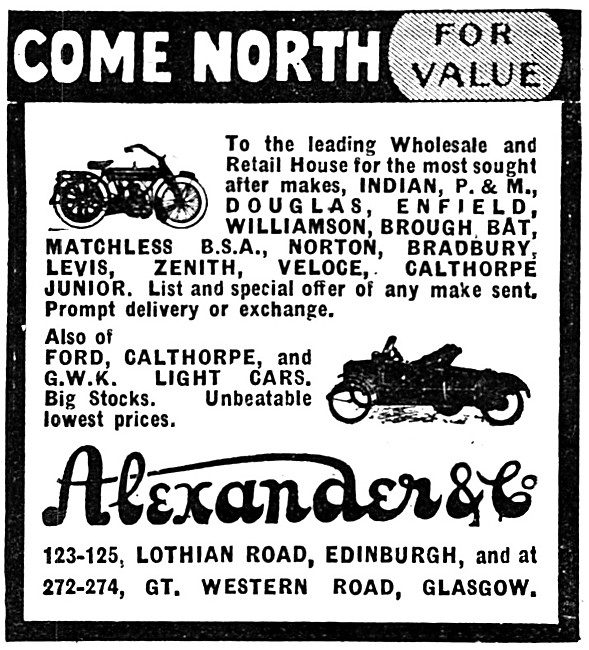 COME NORTH FOR VALUE
To the leading Wholesale and
Retail House for the most sought
after makes, INDIAN, P. & M.,
DOUGLAS, ENFIELD,
WILLIAMSON, BROUGH, BAT,
MATCHLESS B.S.A., NORTON, BRADBURY,
LEVIS, ZENITH, VELOCE, CALTHORPE
JUNIOR. List and special offer of any make sent.
Prompt delivery or exchange.
Also of
FORD, CALTHORPE, and
G.W.K. LIGHT CARS.
Big Stocks. Unbeatable
lowest prices.
Alexander & Co
123-125, LOTHIAN ROAD, EDINBURGH, and at
272-274, GT. WESTERN ROAD, GLASGOW.